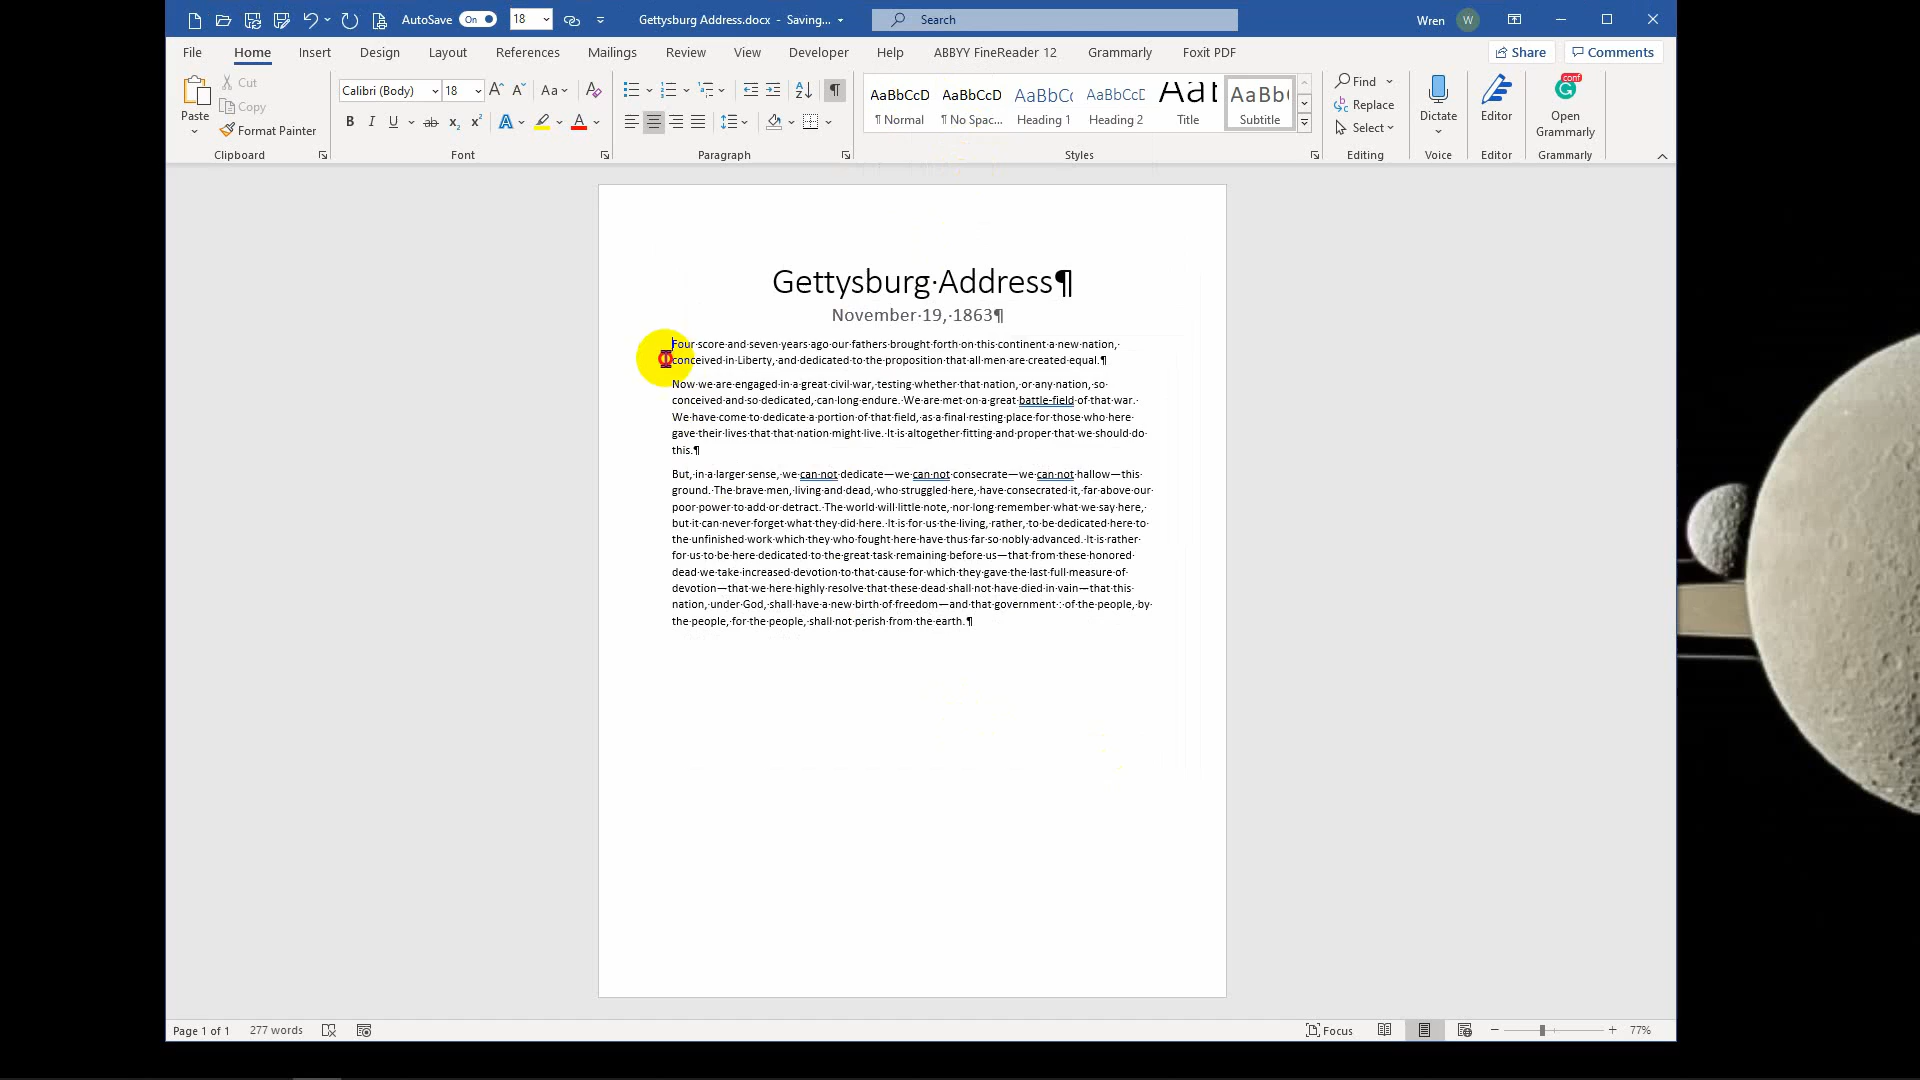 AutoSave On 18 Gettysburg Address.docx - Saving... Search Wren W
File Home Insert Design Layout References Mailings Review View Developer Help ABBYY FineReader 12 Grammarly Foxit PDF Share Comments
Paste Cut Copy Format Painter
Clipboard
Calibri (Body) 18 Aa
B I U ab x₂ x² A A
Font
Paragraph
AaBbCcD ¶ Normal
AaBbCcD ¶ No Spac...
AaBbCc Heading 1
AaBbCcD Heading 2
Aat Title
AaBb Subtitle
Styles
Find
Replace
Select
Editing
Dictate
Voice
Editor
Editor
conf
Open
Grammarly
Grammarly
Gettysburg·Address¶
November·19,·1863¶
Four·score·and·seven·years·ago·our·fathers·brought·forth·on·this·continent·a·new·nation,·
conceived·in·Liberty,·and·dedicated·to·the·proposition·that·all·men·are·created·equal.¶
Now·we·are·engaged·in·a·great·civil·war,·testing·whether·that·nation,·or·any·nation,·so·
conceived·and·so·dedicated,·can·long·endure.·We·are·met·on·a·great·battle-field·of·that·war.·
We·have·come·to·dedicate·a·portion·of·that·field,·as·a·final·resting·place·for·those·who·here·
gave·their·lives·that·that·nation·might·live.·It·is·altogether·fitting·and·proper·that·we·should·do·
this.¶
But,·in·a·larger·sense,·we·can·not·dedicate—we·can·not·consecrate—we·can·not·hallow—this·
ground.·The·brave·men,·living·and·dead,·who·struggled·here,·have·consecrated·it,·far·above·our·
poor·power·to·add·or·detract.·The·world·will·little·note,·nor·long·remember·what·we·say·here,·
but·it·can·never·forget·what·they·did·here.·It·is·for·us·the·living,·rather,·to·be·dedicated·here·to·
the·unfinished·work·which·they·who·fought·here·have·thus·far·so·nobly·advanced.·It·is·rather·
for·us·to·be·here·dedicated·to·the·great·task·remaining·before·us—that·from·these·honored·
dead·we·take·increased·devotion·to·that·cause·for·which·they·gave·the·last·full·measure·of·
devotion—that·we·here·highly·resolve·that·these·dead·shall·not·have·died·in·vain—that·this·
nation,·under·God,·shall·have·a·new·birth·of·freedom—and·that·government·:·of·the·people,·by·
the·people,·for·the·people,·shall·not·perish·from·the·earth.¶
Page 1 of 1 277 words Focus 77%